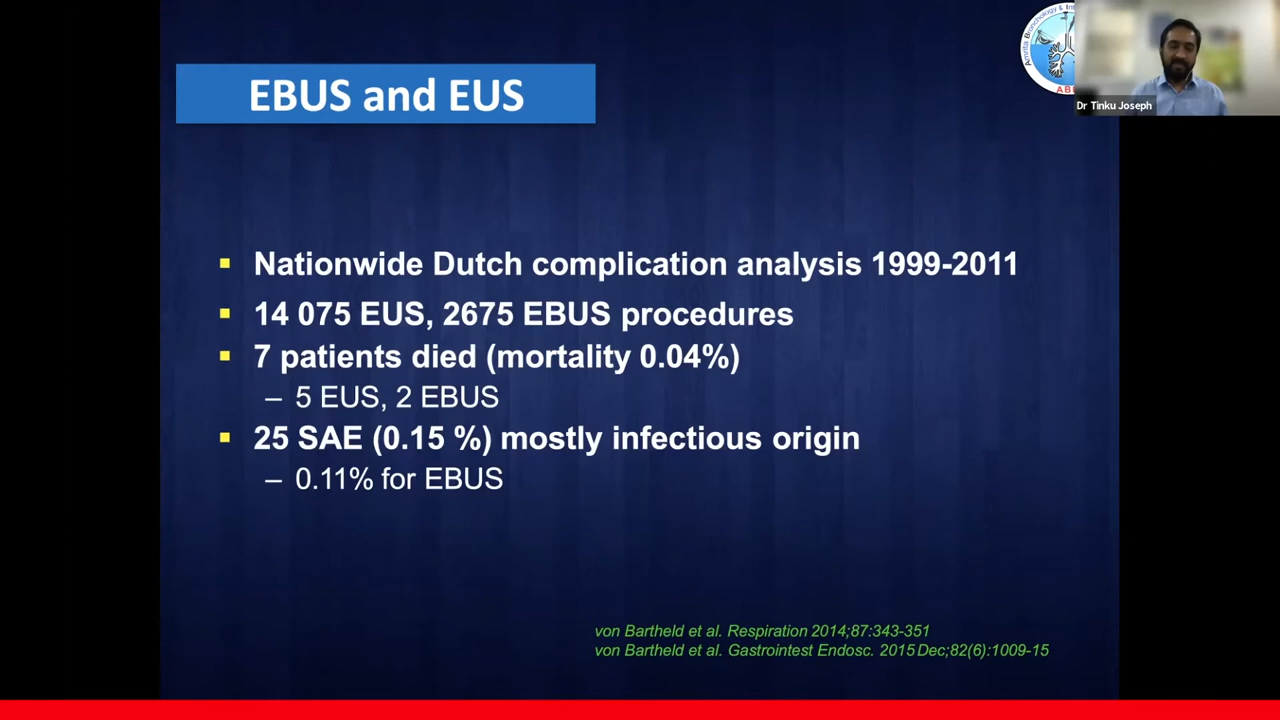 EBUS and EUS
Amrita Bronchology &
AB
Dr Tinku Joseph
▪ Nationwide Dutch complication analysis 1999-2011
▪ 14 075 EUS, 2675 EBUS procedures
▪ 7 patients died (mortality 0.04%)
– 5 EUS, 2 EBUS
▪ 25 SAE (0.15 %) mostly infectious origin
– 0.11% for EBUS
von Bartheld et al. Respiration 2014;87:343-351
von Bartheld et al. Gastrointest Endosc. 2015 Dec;82(6):1009-15